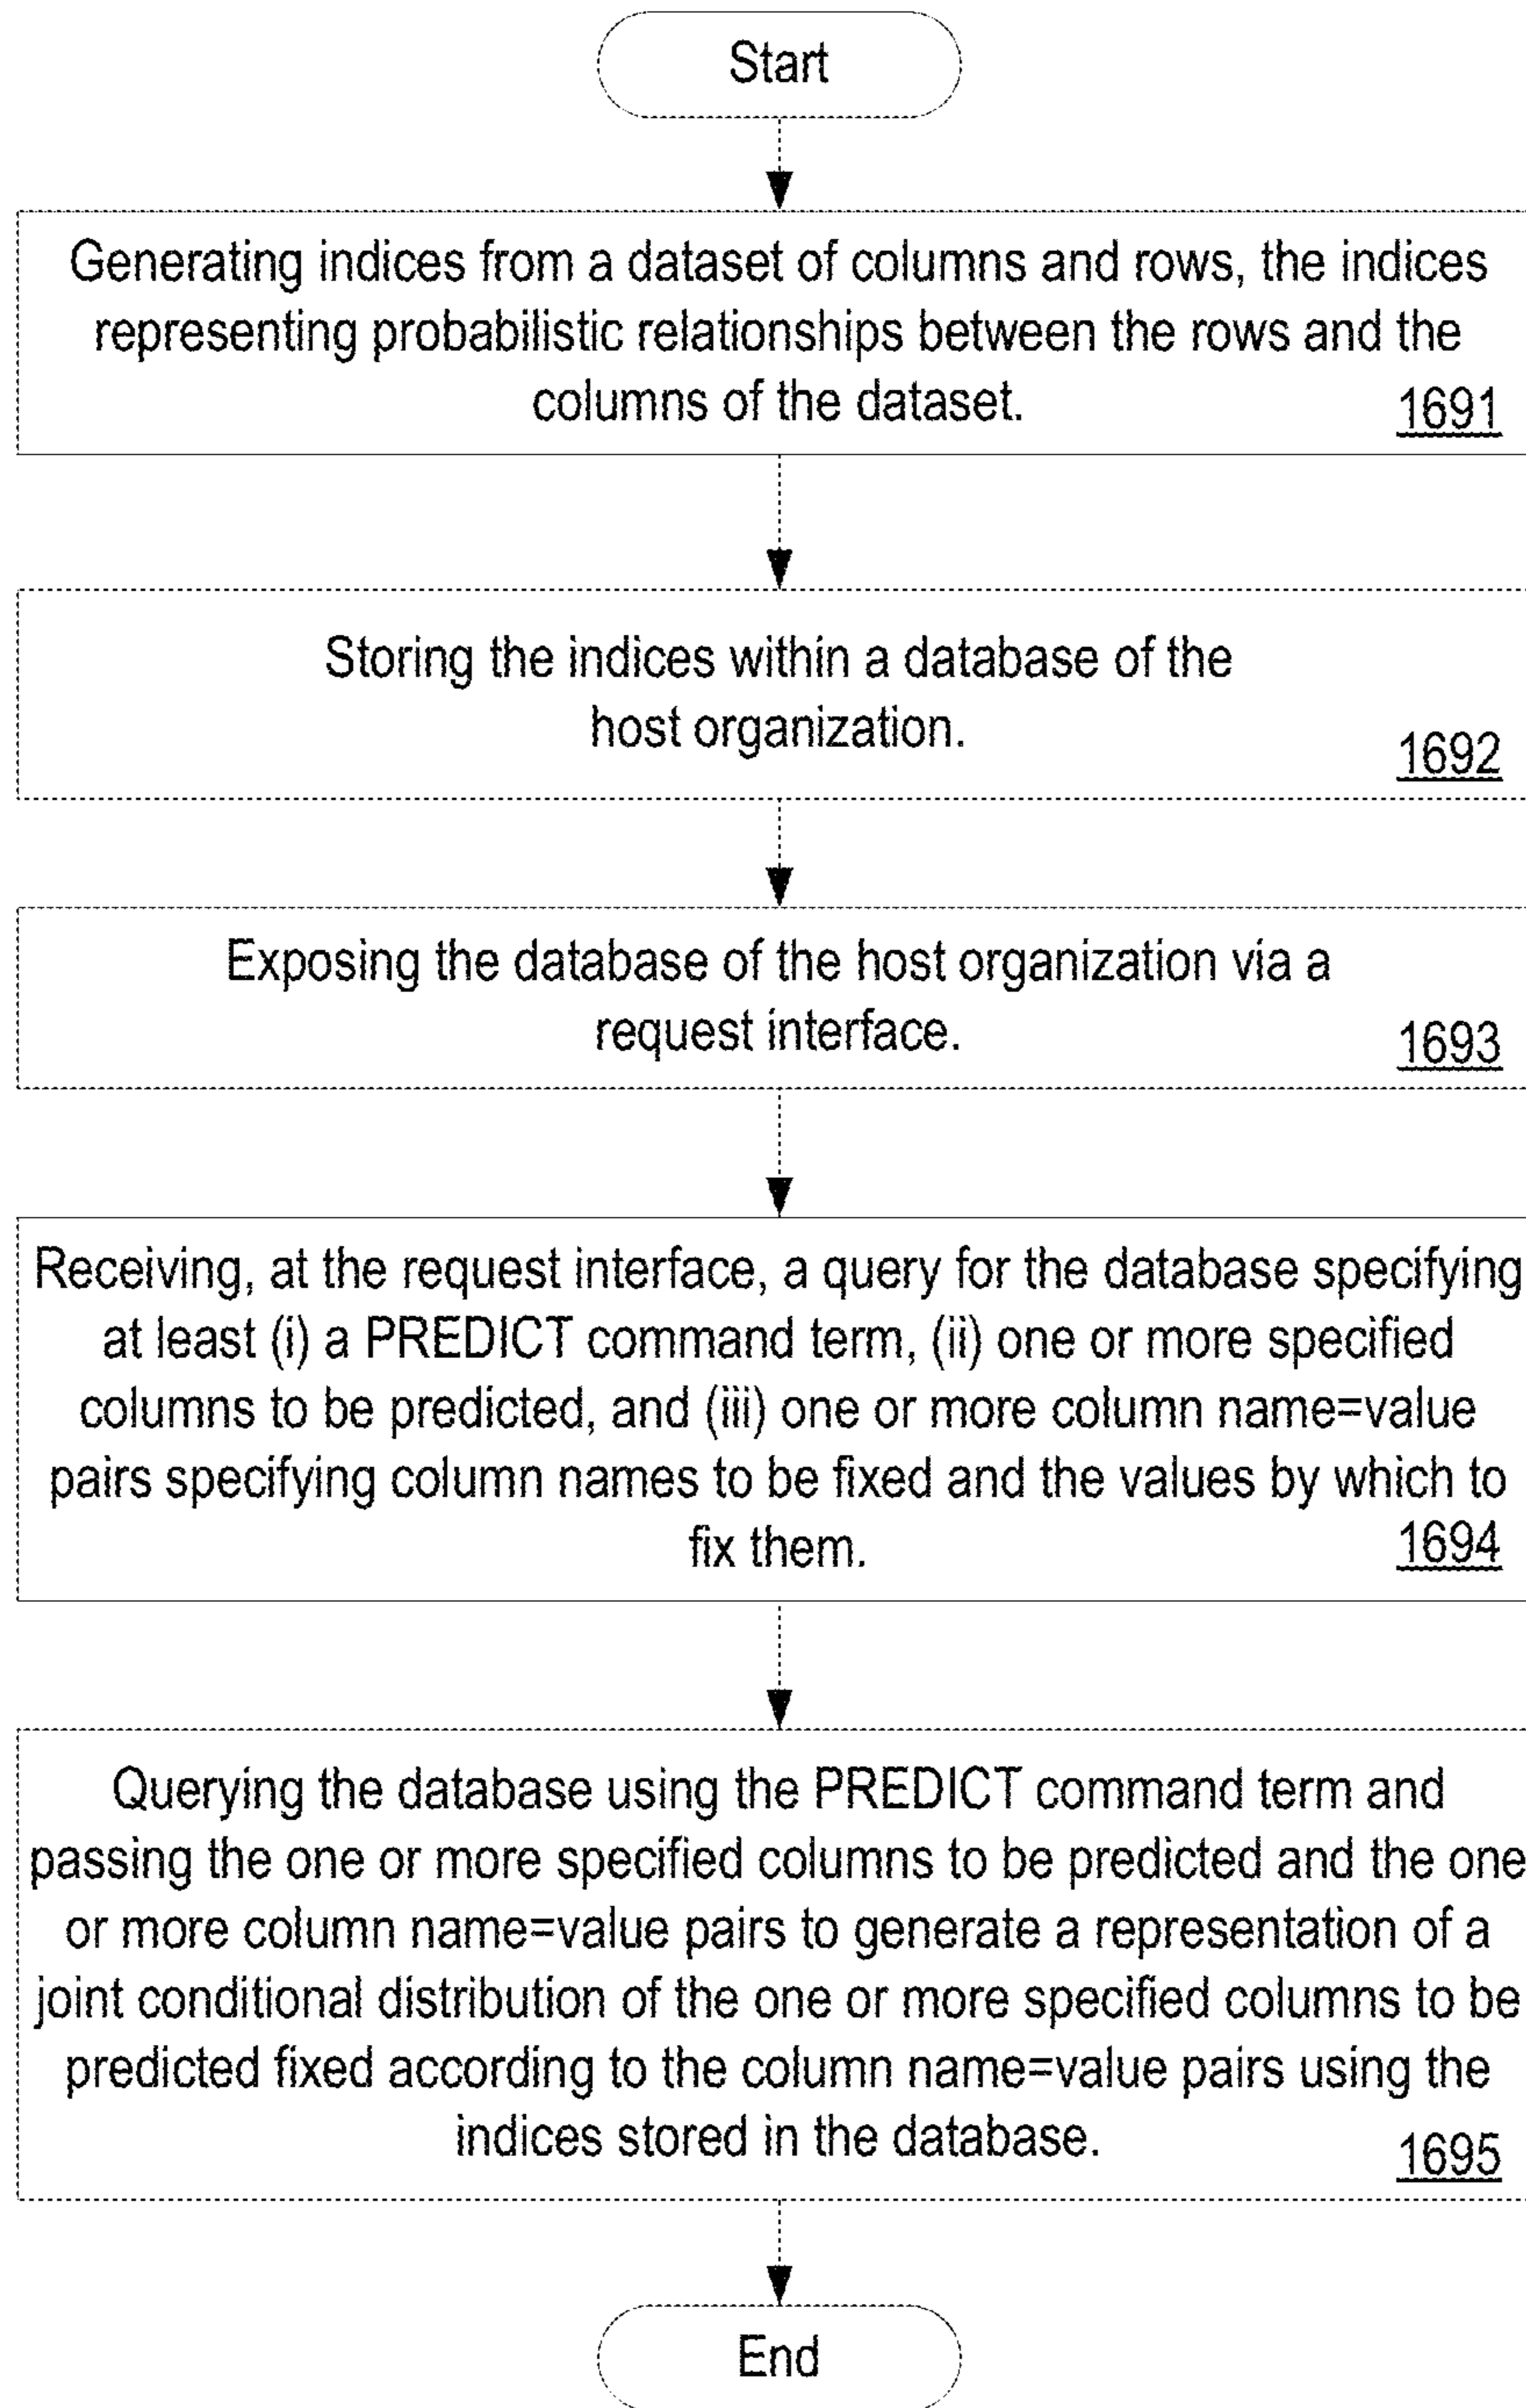 Start
Generating indices from a dataset of columns and rows, the indices
representing probabilistic relationships between the rows and the
columns of the dataset.
1691
Storing the indices within a database of the
host organization.
1692
Exposing the database of the host organization via a
request interface.
1693
Receiving, at the request interface, a query for the database specifying
at least (i) a PREDICT command term, (ii) one or more specified
columns to be predicted, and (iii) one or more column name=value
pairs specifying column names to be fixed and the values by which to
fix them.
1694
Querying the database using the PREDICT command term and
passing the one or more specified columns to be predicted and the one
or more column name=value pairs to generate a representation of a
joint conditional distribution of the one or more specified columns to be
predicted fixed according to the column name=value pairs using the
indices stored in the database.
1695
End